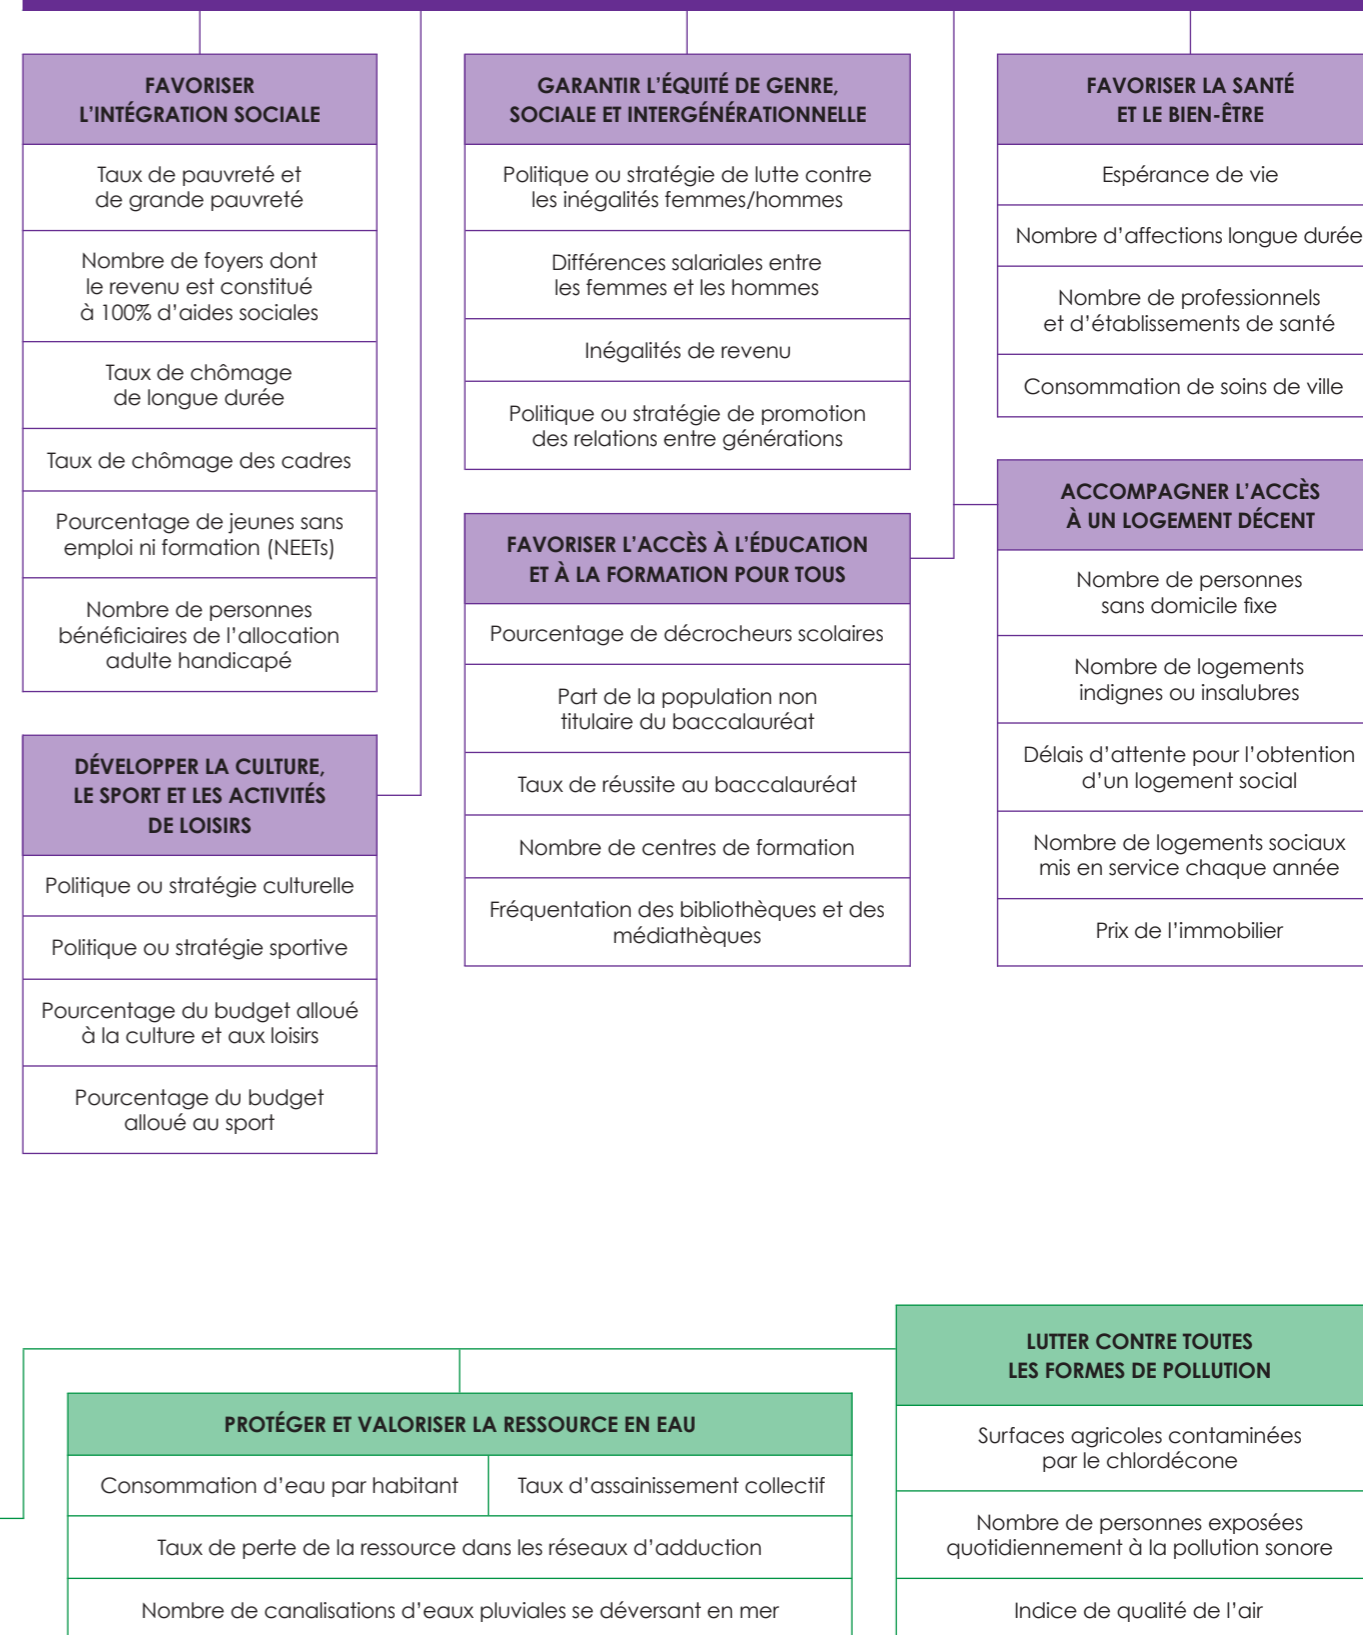 FAVORISER
L'INTÉGRATION SOCIALE
Taux de pauvreté et
de grande pauvreté
Nombre de foyers dont
le revenu est constitué
à 100% d'aides sociales
Taux de chômage
de longue durée
Taux de chômage des cadres
Pourcentage de jeunes sans
emploi ni formation (NEETs)
Nombre de personnes
bénéficiaires de l'allocation
adulte handicapé
DÉVELOPPER LA CULTURE,
LE SPORT ET LES ACTIVITÉS
DE LOISIRS
Politique ou stratégie culturelle
Politique ou stratégie sportive
Pourcentage du budget alloué
à la culture et aux loisirs
Pourcentage du budget
alloué au sport
GARANTIR L'ÉQUITÉ DE GENRE,
SOCIALE ET INTERGÉNÉRATIONNELLE
Politique ou stratégie de lutte contre
les inégalités femmes/hommes
Différences salariales entre
les femmes et les hommes
Inégalités de revenu
Politique ou stratégie de promotion
des relations entre générations
FAVORISER L'ACCÈS À L'ÉDUCATION
ET À LA FORMATION POUR TOUS
Pourcentage de décrocheurs scolaires
Part de la population non
titulaire du baccalauréat
Taux de réussite au baccalauréat
Nombre de centres de formation
Fréquentation des bibliothèques et des
médiathèques
FAVORISER LA SANTÉ
ET LE BIEN-ÊTRE
Espérance de vie
Nombre d'affections longue durée
Nombre de professionnels
et d'établissements de santé
Consommation de soins de ville
ACCOMPAGNER L'ACCÈS
À UN LOGEMENT DÉCENT
Nombre de personnes
sans domicile fixe
Nombre de logements
indignes ou insalubres
Délais d'attente pour l'obtention
d'un logement social
Nombre de logements sociaux
mis en service chaque année
Prix de l'immobilier
PROTÉGER ET VALORISER LA RESSOURCE EN EAU
Consommation d'eau par habitant
Taux d'assainissement collectif
Taux de perte de la ressource dans les réseaux d'adduction
Nombre de canalisations d'eaux pluviales se déversant en mer
LUTTER CONTRE TOUTES
LES FORMES DE POLLUTION
Surfaces agricoles contaminées
par le chlordécone
Nombre de personnes exposées
quotidiennement à la pollution sonore
Indice de qualité de l'air